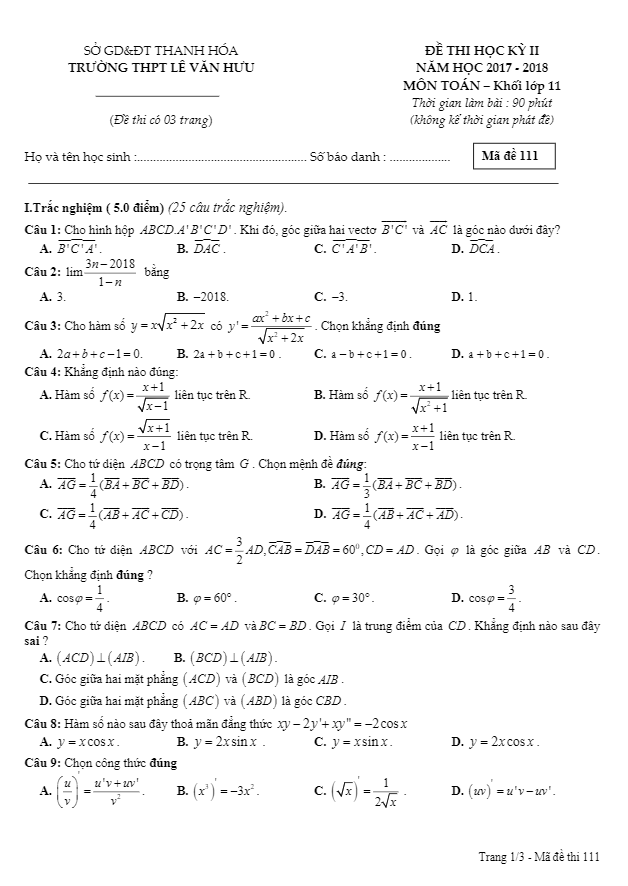 SỞ GD&ĐT THANH HÓA
TRƯỜNG THPT LÊ VĂN HƯU
(Đề thi có 03 trang)
ĐỀ THI HỌC KỲ II
NĂM HỌC 2017 - 2018
MÔN TOÁN – Khối lớp 11
Thời gian làm bài : 90 phút
(không kể thời gian phát đề)
Họ và tên học sinh :.................................................... Số báo danh : ...................
Mã đề 111
I.Trắc nghiệm ( 5.0 điểm) (25 câu trắc nghiệm).
Câu 1: Cho hình hộp ABCD.A'B'C'D'. Khi đó, góc giữa hai vectơ $\overrightarrow{B'C'}$ và $\overrightarrow{AC}$ là góc nào dưới đây?
A. $\widehat{B'C'A'}$. B. $\widehat{DAC}$. C. $\widehat{C'A'B'}$. D. $\widehat{DCA}$.
Câu 2: $\lim\frac{3n-2018}{1-n}$ bằng
A. 3. B. −2018. C. −3. D. 1.
Câu 3: Cho hàm số $y=x\sqrt{x^2+2x}$ có $y'=\frac{ax^2+bx+c}{\sqrt{x^2+2x}}$. Chọn khẳng định đúng
A. 2a+b+c−1=0. B. 2a+b+c+1=0. C. a−b+c+1=0. D. a+b+c+1=0.
Câu 4: Khẳng định nào đúng:
A. Hàm số $f(x)=\frac{x+1}{\sqrt{x-1}}$ liên tục trên R. B. Hàm số $f(x)=\frac{x+1}{\sqrt{x^2+1}}$ liên tục trên R.
C. Hàm số $f(x)=\frac{\sqrt{x+1}}{x-1}$ liên tục trên R. D. Hàm số $f(x)=\frac{x+1}{x-1}$ liên tục trên R.
Câu 5: Cho tứ diện ABCD có trọng tâm G. Chọn mệnh đề đúng:
A. $\overrightarrow{AG}=\frac{1}{4}(\overrightarrow{BA}+\overrightarrow{BC}+\overrightarrow{BD})$. B. $\overrightarrow{AG}=\frac{1}{3}(\overrightarrow{BA}+\overrightarrow{BC}+\overrightarrow{BD})$.
C. $\overrightarrow{AG}=\frac{1}{4}(\overrightarrow{AB}+\overrightarrow{AC}+\overrightarrow{CD})$. D. $\overrightarrow{AG}=\frac{1}{4}(\overrightarrow{AB}+\overrightarrow{AC}+\overrightarrow{AD})$.
Câu 6: Cho tứ diện ABCD với $AC=\frac{3}{2}AD,\widehat{CAB}=\widehat{DAB}=60^0,CD=AD$. Gọi φ là góc giữa AB và CD.
Chọn khẳng định đúng ?
A. $\cos\varphi=\frac{1}{4}$. B. φ=60°. C. φ=30°. D. $\cos\varphi=\frac{3}{4}$.
Câu 7: Cho tứ diện ABCD có AC = AD và BC = BD. Gọi I là trung điểm của CD. Khẳng định nào sau đây
sai ?
A. (ACD)⊥(AIB). B. (BCD)⊥(AIB).
C. Góc giữa hai mặt phẳng (ACD) và (BCD) là góc AIB.
D. Góc giữa hai mặt phẳng (ABC) và (ABD) là góc CBD.
Câu 8: Hàm số nào sau đây thoả mãn đẳng thức xy−2y'+xy''=−2cosx
A. y=xcosx. B. y=2xsinx . C. y=xsinx. D. y=2xcosx.
Câu 9: Chọn công thức đúng
A. $\left(\frac{u}{v}\right)'=\frac{u'v+uv'}{v^2}$. B. $(x^3)'=-3x^2$. C. $(\sqrt{x})'=\frac{1}{2\sqrt{x}}$. D. $(uv)'=u'v-uv'$.
Trang 1/3 - Mã đề thi 111